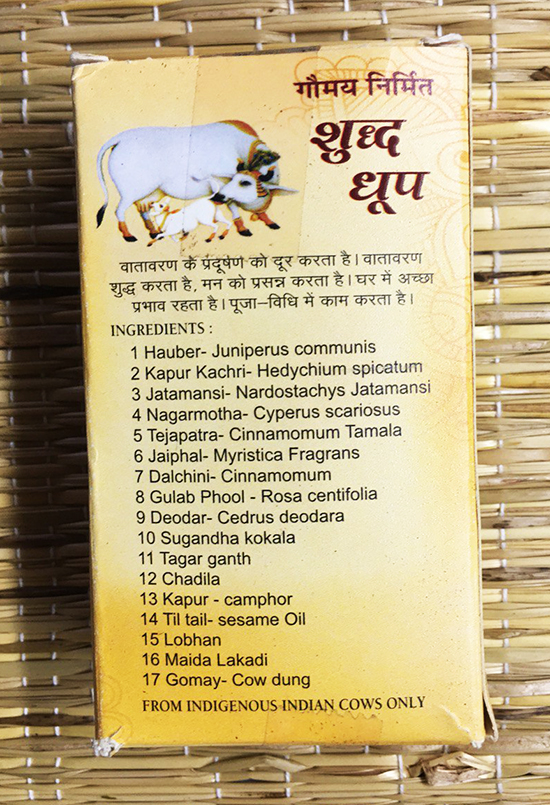 गौमय निर्मित
शुद्ध
धूप
वातावरण के प्रदूषण को दूर करता है। वातावरण
शुद्ध करता है, मन को प्रसन्न करता है। घर में अच्छा
प्रभाव रहता है। पूजा-विधि में काम करता है।
INGREDIENTS :
1 Hauber- Juniperus communis
2 Kapur Kachri- Hedychium spicatum
3 Jatamansi- Nardostachys Jatamansi
4 Nagarmotha- Cyperus scariosus
5 Tejapatra- Cinnamomum Tamala
6 Jaiphal- Myristica Fragrans
7 Dalchini- Cinnamomum
8 Gulab Phool - Rosa centifolia
9 Deodar- Cedrus deodara
10 Sugandha kokala
11 Tagar ganth
12 Chadila
13 Kapur - camphor
14 Til tail- sesame Oil
15 Lobhan
16 Maida Lakadi
17 Gomay- Cow dung
FROM INDIGENOUS INDIAN COWS ONLY